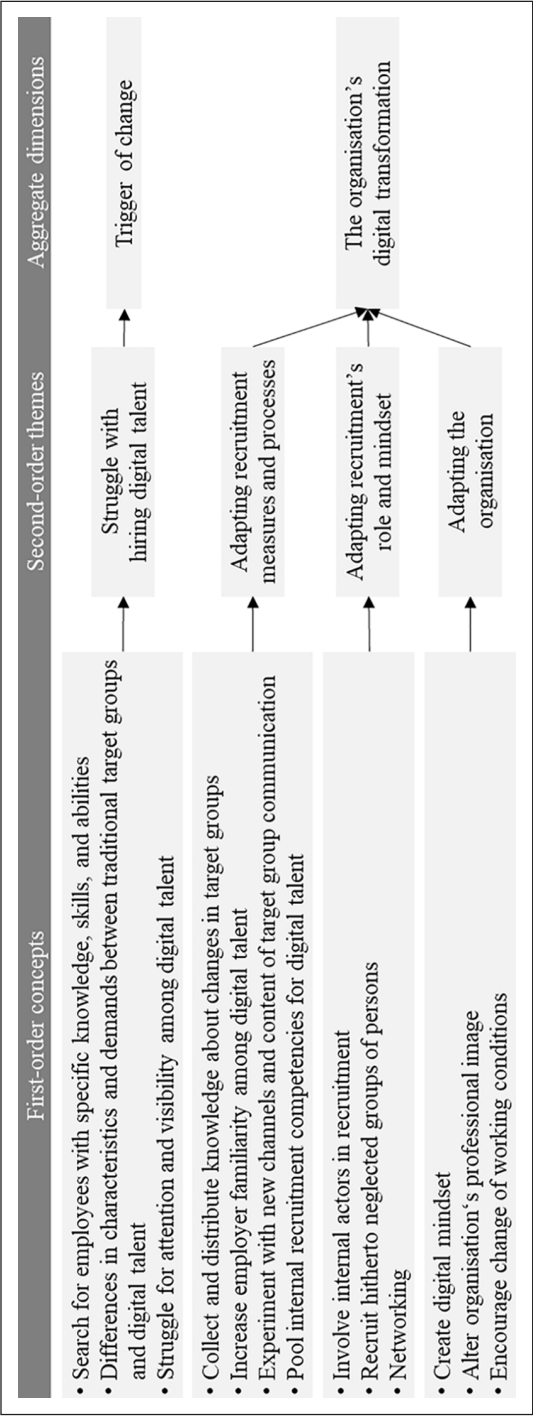 First-order concepts
Second-order themes
Aggregate dimensions
• Search for employees with specific knowledge, skills, and abilities
• Differences in characteristics and demands between traditional target groups
and digital talent
• Struggle for attention and visibility among digital talent
Struggle with
hiring digital talent
Trigger of change
• Collect and distribute knowledge about changes in target groups
• Increase employer familiarity among digital talent
• Experiment with new channels and content of target group communication
• Pool internal recruitment competencies for digital talent
Adapting recruitment
measures and processes
• Involve internal actors in recruitment
• Recruit hitherto neglected groups of persons
• Networking
Adapting recruitment's
role and mindset
The organisation`s
digital transformation
• Create digital mindset
• Alter organisation‘s professional image
• Encourage change of working conditions
Adapting the
organisation